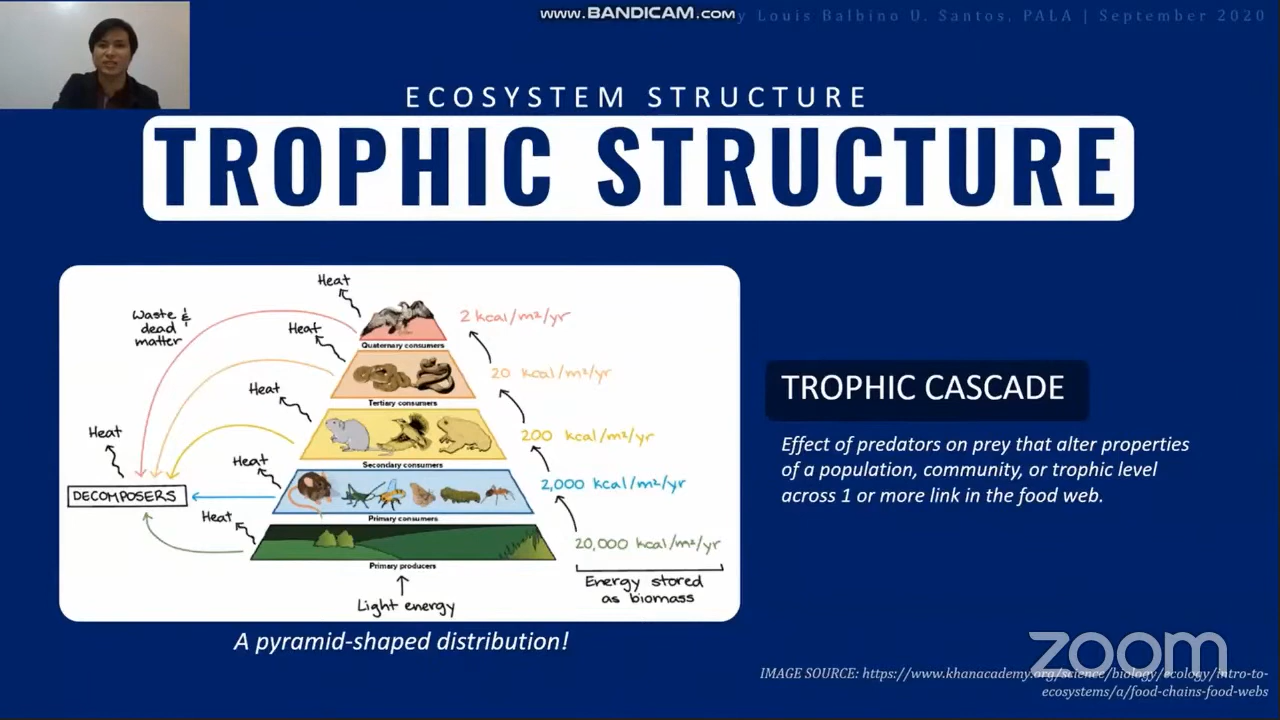 www.BANDICAM.com
y Louis Balbino U. Santos, PALA | September 2020
ECOSYSTEM STRUCTURE
TROPHIC STRUCTURE
Heat
Waste &
dead
matter
2 kcal/m²/yr
Heat
Quaternary consumers
20 kcal/m²/yr
Heat
Tertiary consumers
200 kcal/m²/yr
Heat
Secondary consumers
Heat
2,000 kcal/m²/yr
DECOMPOSERS
Primary consumers
Heat
20,000 kcal/m²/yr
Primary producers
Energy stored
as biomass
Light energy
A pyramid-shaped distribution!
TROPHIC CASCADE
Effect of predators on prey that alter properties
of a population, community, or trophic level
across 1 or more link in the food web.
zoom
IMAGE SOURCE: https://www.khanacademy.org/science/biology/ecology/intro-to-
ecosystems/a/food-chains-food-webs